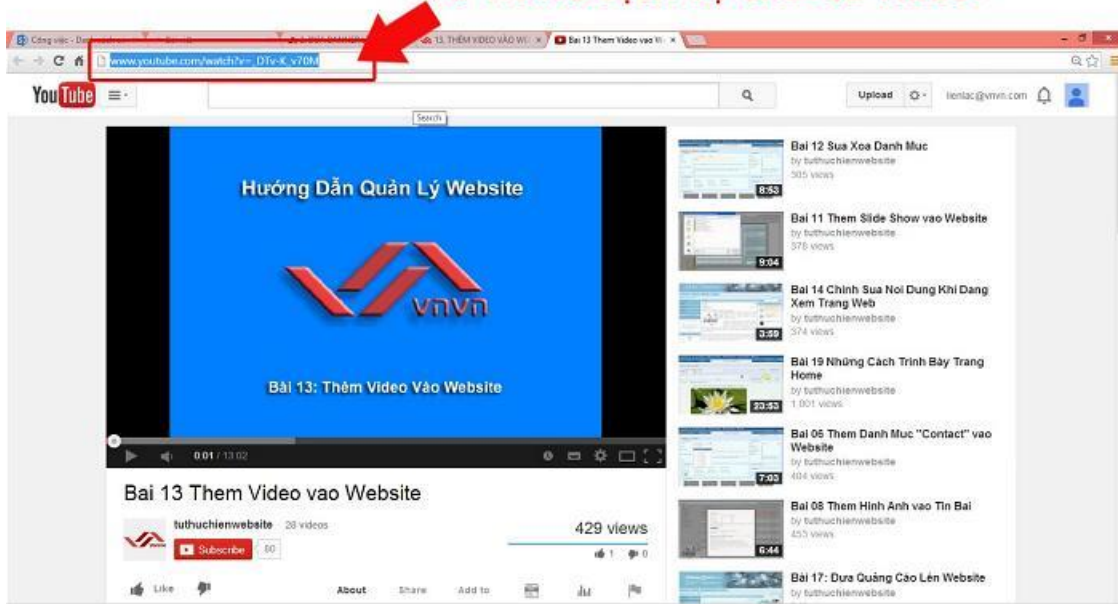 13. THÊM VIDEO VÀO W
Bai 13 Them Video vao W
www.youtube.com/watch?v=_DTv-K_v70M
YouTube
Upload
lienlac@vnvn.com
Search
Hướng Dẫn Quản Lý Website
vnvn
Bài 13: Thêm Video Vào Website
0:01 / 13:02
Bai 13 Them Video vao Website
tuthuchienwebsite 28 videos
Subscribe 80
429 views
1 0
Like
About Share Add to
Bai 12 Sua Xoa Danh Muc
by tuthuchienwebsite
505 views
8:53
Bai 11 Them Slide Show vao Website
by tuthuchienwebsite
378 views
9:04
Bai 14 Chinh Sua Noi Dung Khi Dang
Xem Trang Web
by tuthuchienwebsite
374 views
3:59
Bài 19 Những Cách Trình Bày Trang
Home
by tuthuchienwebsite
1 001 views
23:53
Bai 06 Them Danh Muc "Contact" vao
Website
by tuthuchienwebsite
404 views
7:03
Bai 08 Them Hinh Anh vao Tin Bai
by tuthuchienwebsite
453 views
6:44
Bài 17: Đưa Quảng Cáo Lên Website
by tuthuchienwebsite